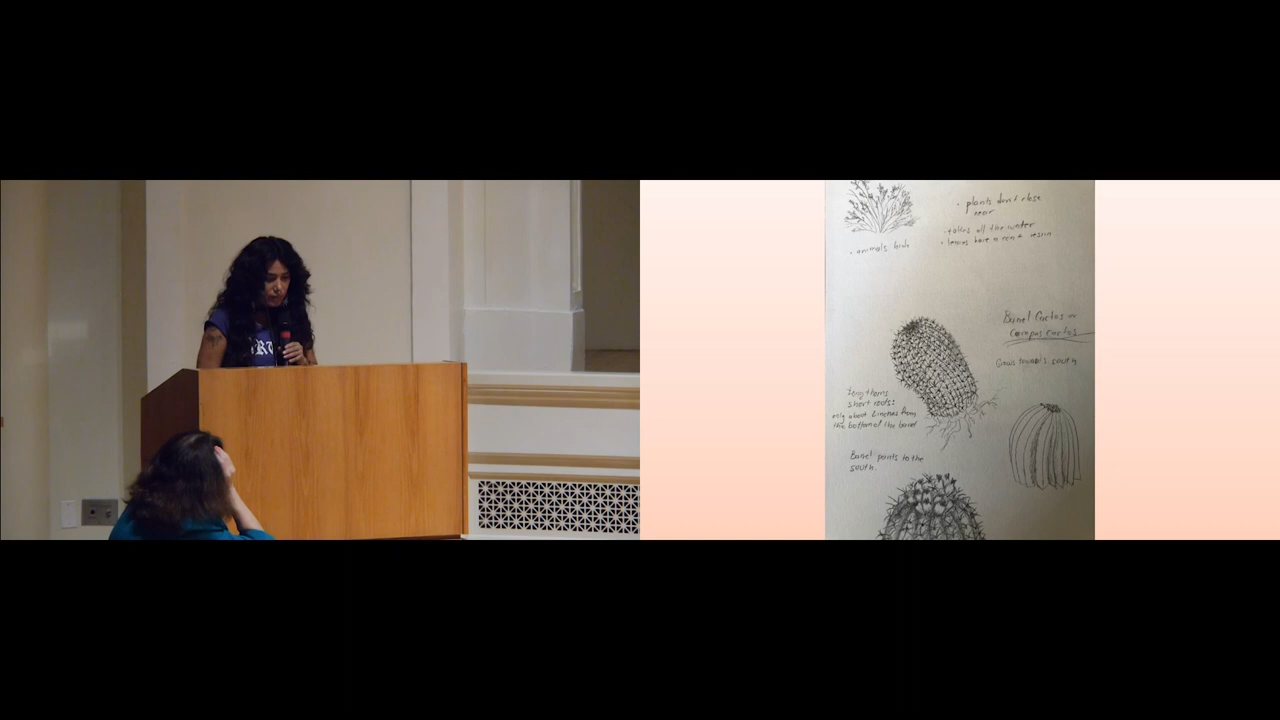 • plants don't close
near
• takes all the water
• leaves have a resin
• animals hide
Barrel Cactus or
Compass Cactus
Grows towards south
Long thorns
short roots:
only about 2 inches from
the bottom of the barrel
Barrel points to the
south.